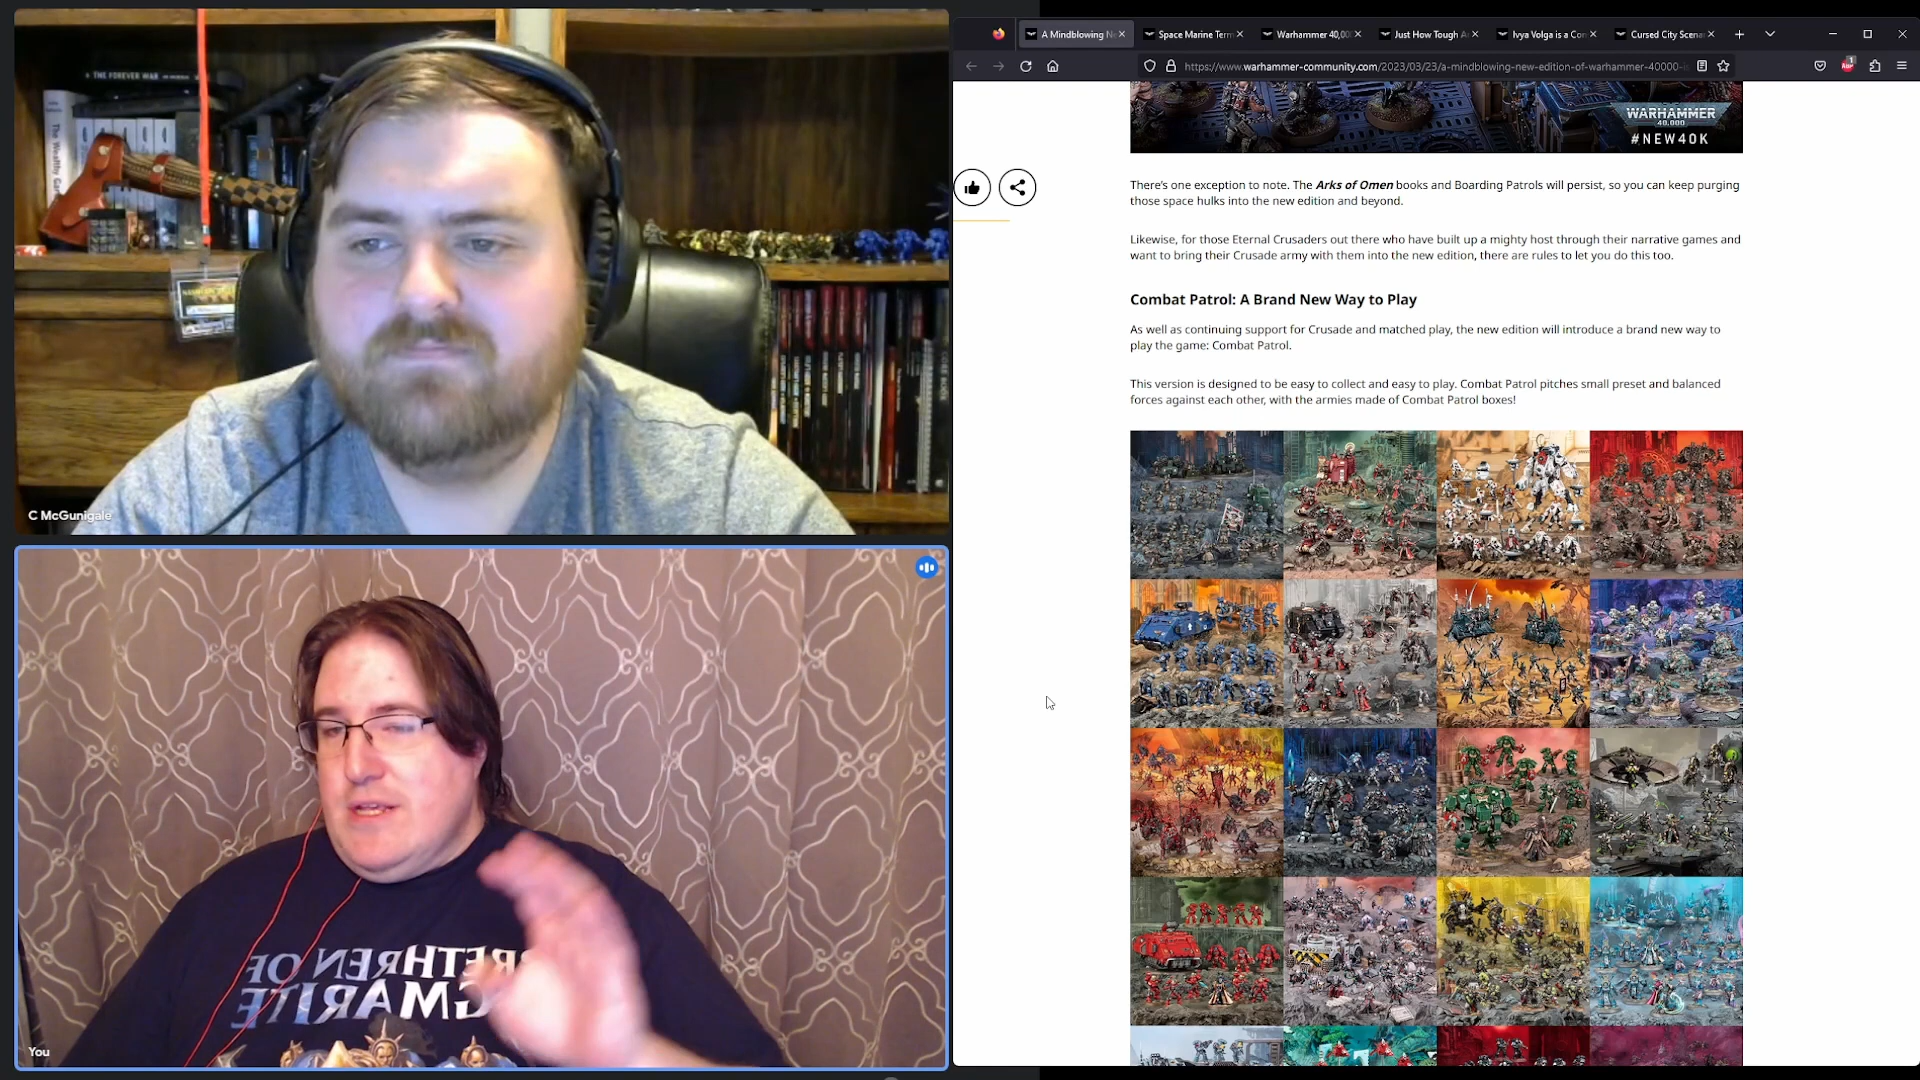 A Mindblowing N
Space Marine Term
Warhammer 40,00
Just How Tough A
Ivya Volga is a Co
Cursed City Scena
https://www.warhammer-community.com/2023/03/23/a-mindblowing-new-edition-of-warhammer-40000-
WARHAMMER
40,000
#NEW40K
There's one exception to note. The Arks of Omen books and Boarding Patrols will persist, so you can keep purging
those space hulks into the new edition and beyond.
Likewise, for those Eternal Crusaders out there who have built up a mighty host through their narrative games and
want to bring their Crusade army with them into the new edition, there are rules to let you do this too.
Combat Patrol: A Brand New Way to Play
As well as continuing support for Crusade and matched play, the new edition will introduce a brand new way to
play the game: Combat Patrol.
This version is designed to be easy to collect and easy to play. Combat Patrol pitches small preset and balanced
forces against each other, with the armies made of Combat Patrol boxes!
THE FOREVER WAR
The Wealthy Ga
C McGunigale
BRETHREN OF
GMARITE
You